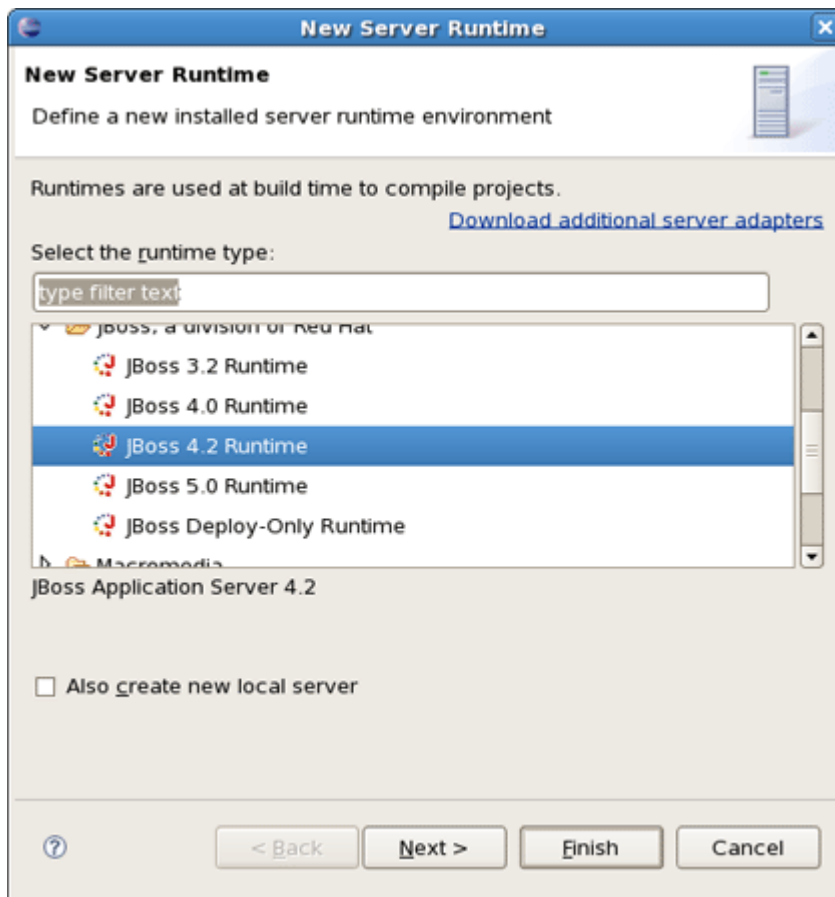 New Server Runtime
New Server Runtime
Define a new installed server runtime environment
Runtimes are used at build time to compile projects.
Download additional server adapters
Select the runtime type:
type filter text
JBoss, a division of Red Hat
JBoss 3.2 Runtime
JBoss 4.0 Runtime
JBoss 4.2 Runtime
JBoss 5.0 Runtime
JBoss Deploy-Only Runtime
Macromedia
JBoss Application Server 4.2
Also create new local server
< Back Next > Finish Cancel